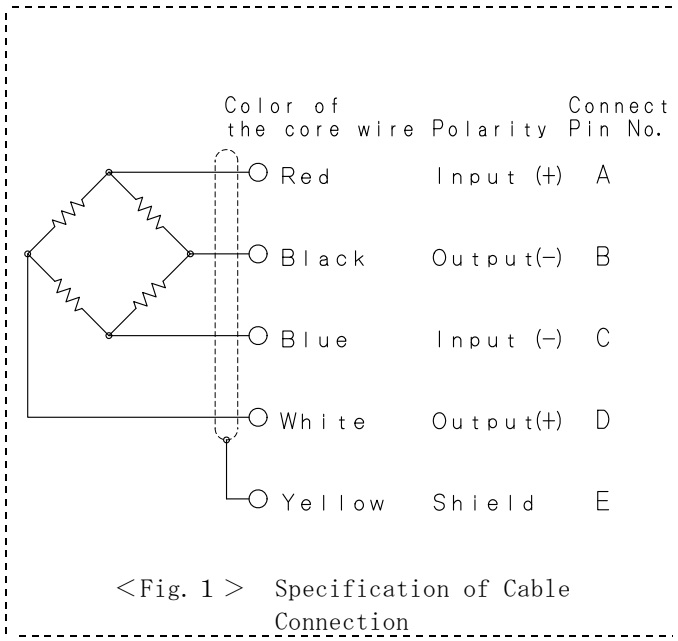 Color of Connect
the core wire Polarity Pin No.
Red Input (+) A
Black Output(−) B
Blue Input (−) C
White Output(+) D
Yellow Shield E
<Fig. 1 > Specification of Cable
Connection